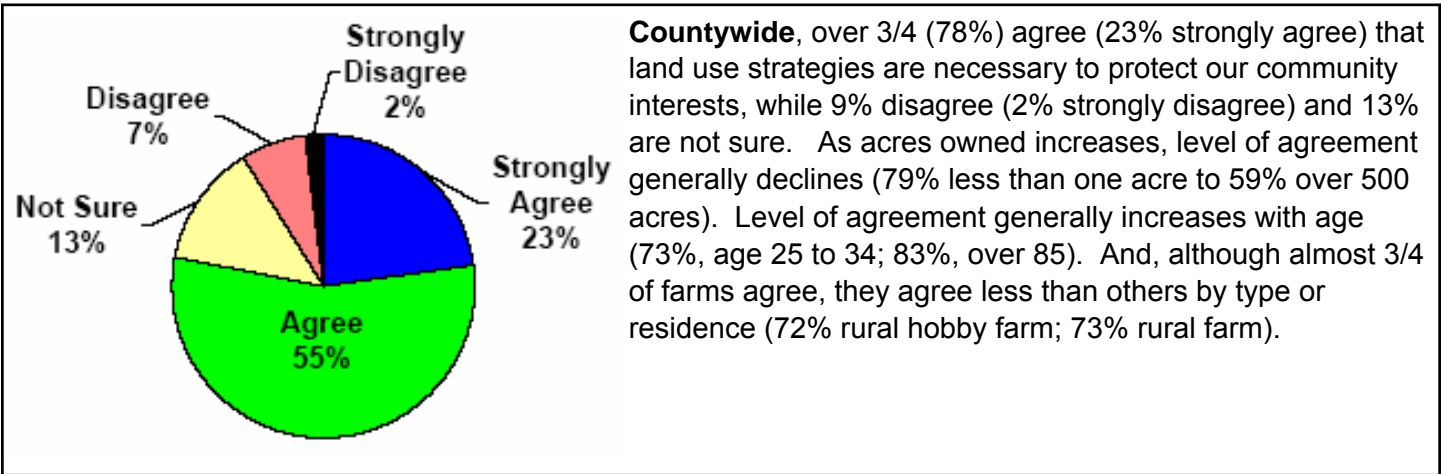 Strongly
Disagree
2%
Disagree
7%
Strongly
Agree
23%
Not Sure
13%
Agree
55%
Countywide, over 3/4 (78%) agree (23% strongly agree) that
land use strategies are necessary to protect our community
interests, while 9% disagree (2% strongly disagree) and 13%
are not sure.   As acres owned increases, level of agreement
generally declines (79% less than one acre to 59% over 500
acres).  Level of agreement generally increases with age
(73%, age 25 to 34; 83%, over 85).  And, although almost 3/4
of farms agree, they agree less than others by type or
residence (72% rural hobby farm; 73% rural farm).